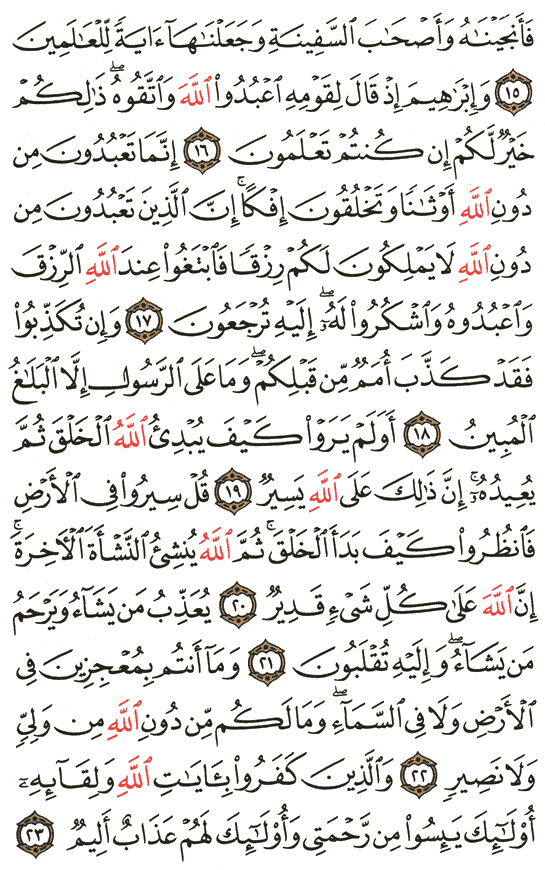 فَأَنجَيْنَٰهُ وَأَصْحَٰبَ ٱلسَّفِينَةِ وَجَعَلْنَٰهَآ ءَايَةً لِّلْعَٰلَمِينَ
١٥ وَإِبْرَٰهِيمَ إِذْ قَالَ لِقَوْمِهِ ٱعْبُدُوا۟ ٱللَّهَ وَٱتَّقُوهُ ۖ ذَٰلِكُمْ
خَيْرٌ لَّكُمْ إِن كُنتُمْ تَعْلَمُونَ ١٦ إِنَّمَا تَعْبُدُونَ مِن
دُونِ ٱللَّهِ أَوْثَٰنًا وَتَخْلُقُونَ إِفْكًا ۚ إِنَّ ٱلَّذِينَ تَعْبُدُونَ مِن
دُونِ ٱللَّهِ لَا يَمْلِكُونَ لَكُمْ رِزْقًا فَٱبْتَغُوا۟ عِندَ ٱللَّهِ ٱلرِّزْقَ
وَٱعْبُدُوهُ وَٱشْكُرُوا۟ لَهُۥٓ ۖ إِلَيْهِ تُرْجَعُونَ ١٧ وَإِن تُكَذِّبُوا۟
فَقَدْ كَذَّبَ أُمَمٌ مِّن قَبْلِكُمْ ۖ وَمَا عَلَى ٱلرَّسُولِ إِلَّا ٱلْبَلَٰغُ
ٱلْمُبِينُ ١٨ أَوَلَمْ يَرَوْا۟ كَيْفَ يُبْدِئُ ٱللَّهُ ٱلْخَلْقَ ثُمَّ
يُعِيدُهُۥٓ ۚ إِنَّ ذَٰلِكَ عَلَى ٱللَّهِ يَسِيرٌ ١٩ قُلْ سِيرُوا۟ فِى ٱلْأَرْضِ
فَٱنظُرُوا۟ كَيْفَ بَدَأَ ٱلْخَلْقَ ۚ ثُمَّ ٱللَّهُ يُنشِئُ ٱلنَّشْأَةَ ٱلْـَٔاخِرَةَ ۚ
إِنَّ ٱللَّهَ عَلَىٰ كُلِّ شَىْءٍ قَدِيرٌ ٢٠ يُعَذِّبُ مَن يَشَآءُ وَيَرْحَمُ
مَن يَشَآءُ ۖ وَإِلَيْهِ تُقْلَبُونَ ٢١ وَمَآ أَنتُم بِمُعْجِزِينَ فِى
ٱلْأَرْضِ وَلَا فِى ٱلسَّمَآءِ ۖ وَمَا لَكُم مِّن دُونِ ٱللَّهِ مِن وَلِىٍّ
وَلَا نَصِيرٍ ٢٢ وَٱلَّذِينَ كَفَرُوا۟ بِـَٔايَٰتِ ٱللَّهِ وَلِقَآئِهِۦٓ
أُو۟لَٰٓئِكَ يَئِسُوا۟ مِن رَّحْمَتِى وَأُو۟لَٰٓئِكَ لَهُمْ عَذَابٌ أَلِيمٌ ٢٣